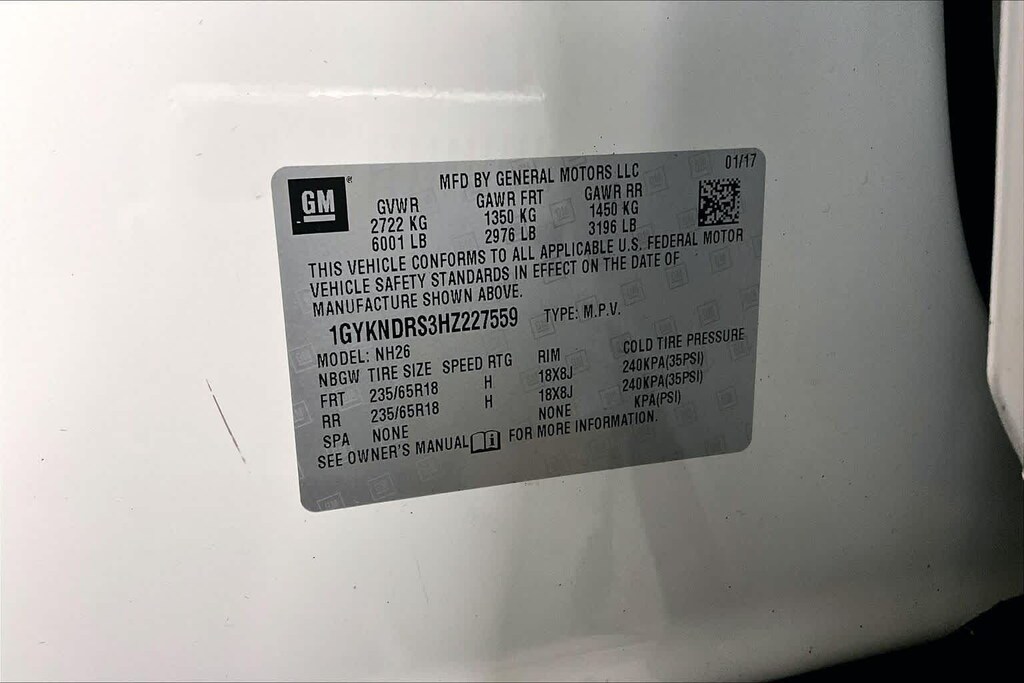 GM
®
MFD BY GENERAL MOTORS LLC
01/17
GVWR GAWR FRT GAWR RR
2722 KG 1350 KG 1450 KG
6001 LB 2976 LB 3196 LB
THIS VEHICLE CONFORMS TO ALL APPLICABLE U.S. FEDERAL MOTOR
VEHICLE SAFETY STANDARDS IN EFFECT ON THE DATE OF
MANUFACTURE SHOWN ABOVE.
1GYKNDRS3HZ227559 TYPE: M.P.V.
MODEL: NH26
NBGW TIRE SIZE SPEED RTG RIM COLD TIRE PRESSURE
FRT 235/65R18 H 18X8J 240KPA(35PSI)
RR 235/65R18 H 18X8J 240KPA(35PSI)
SPA NONE NONE KPA(PSI)
SEE OWNER'S MANUAL FOR MORE INFORMATION.